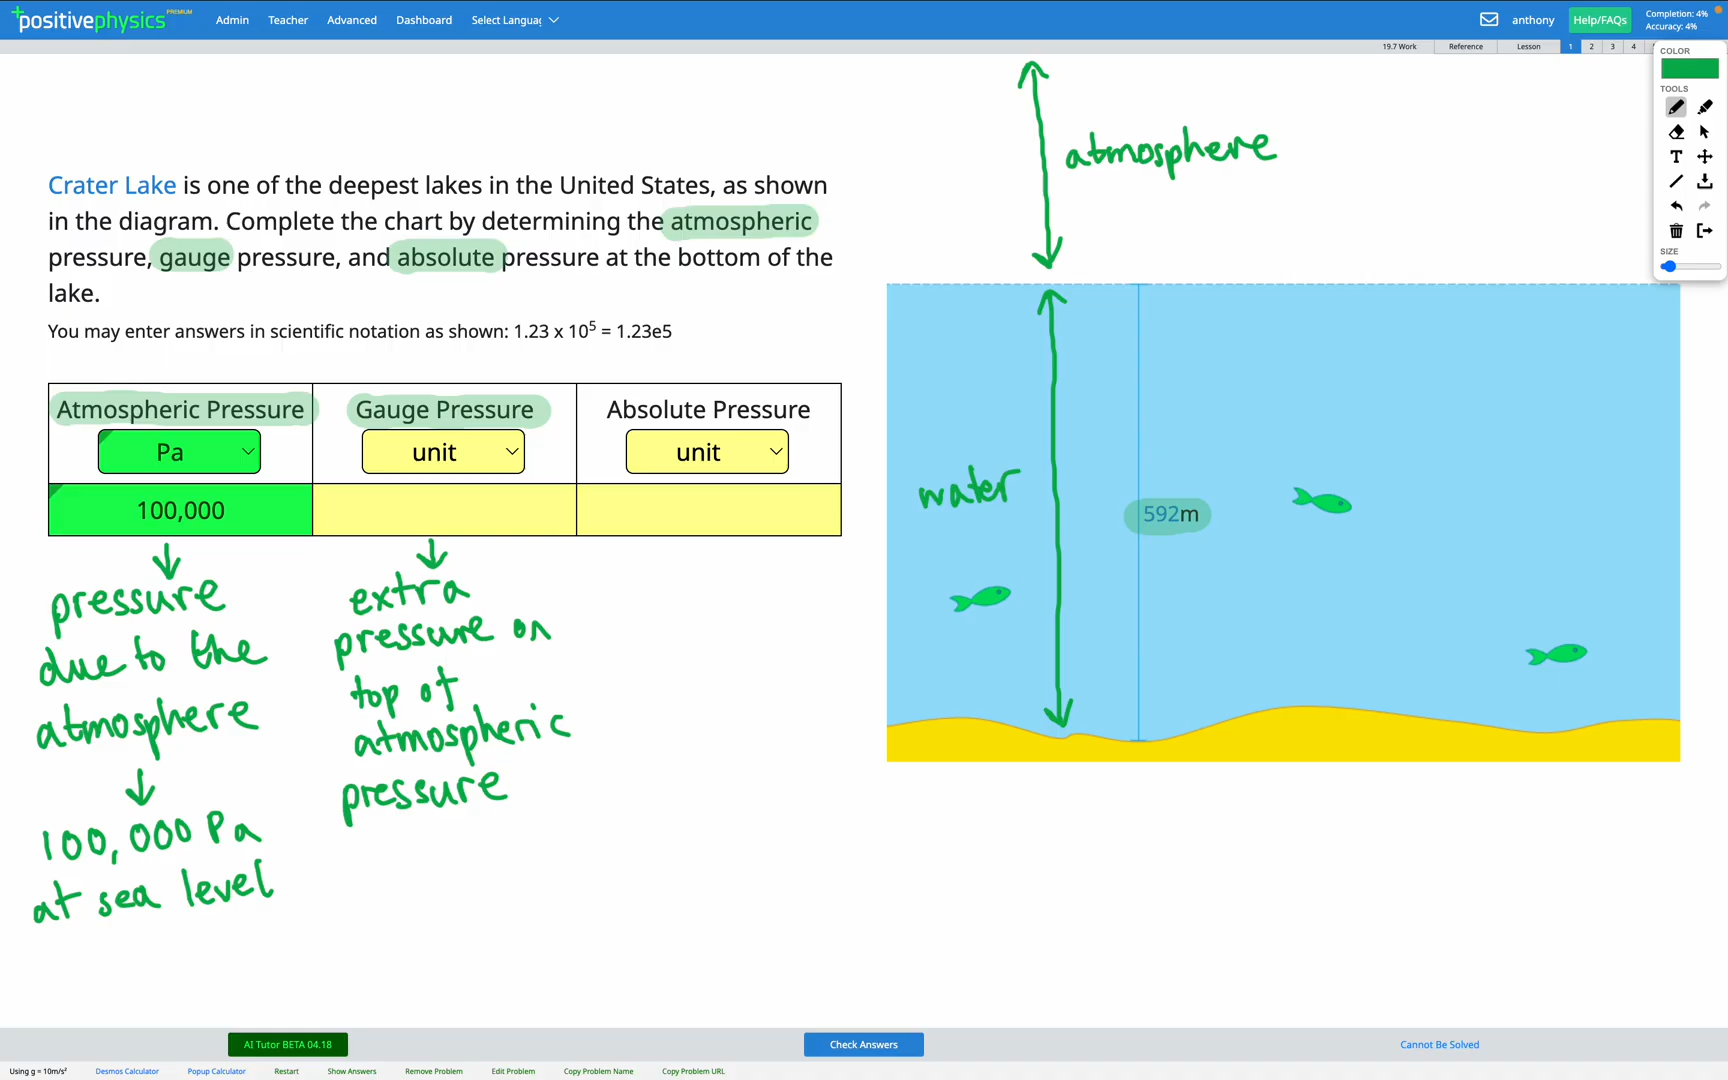 +positivephysics PREMIUM
Admin Teacher Advanced Dashboard Select Languag
anthony Help/FAQs Completion: 4%
Accuracy: 4%
19.7 Work Reference Lesson 1 2 3 4
COLOR
TOOLS
T
SIZE
atmosphere
Crater Lake is one of the deepest lakes in the United States, as shown
in the diagram. Complete the chart by determining the atmospheric
pressure, gauge pressure, and absolute pressure at the bottom of the
lake.
You may enter answers in scientific notation as shown: 1.23 x 10⁵ = 1.23e5
Atmospheric Pressure Gauge Pressure Absolute Pressure
Pa unit unit
100,000
water
592m
pressure
due to the
atmosphere
100,000 Pa
at sea level
extra
pressure on
top of
atmospheric
pressure
AI Tutor BETA 04.18 Check Answers Cannot Be Solved
Using g = 10m/s² Desmos Calculator Popup Calculator Restart Show Answers Remove Problem Edit Problem Copy Problem Name Copy Problem URL